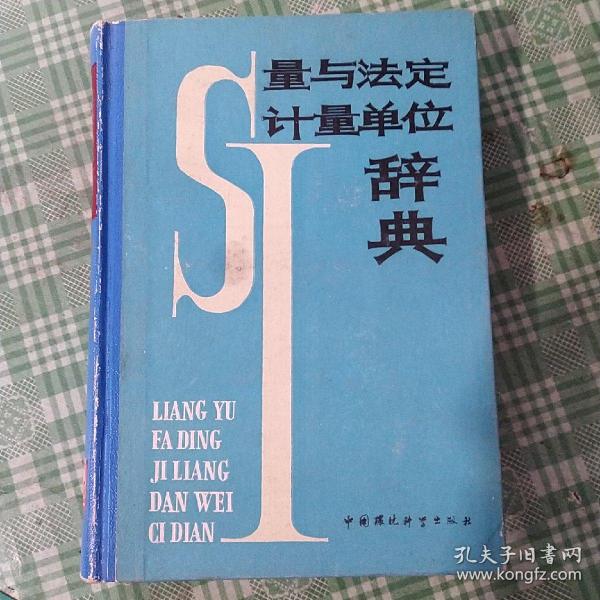 量与法定
计量单位
辞典
SI
LIANG YU
FA DING
JI LIANG
DAN WEI
CI DIAN
中国环境科学出版社
孔夫子旧书网
www.kongfz.com